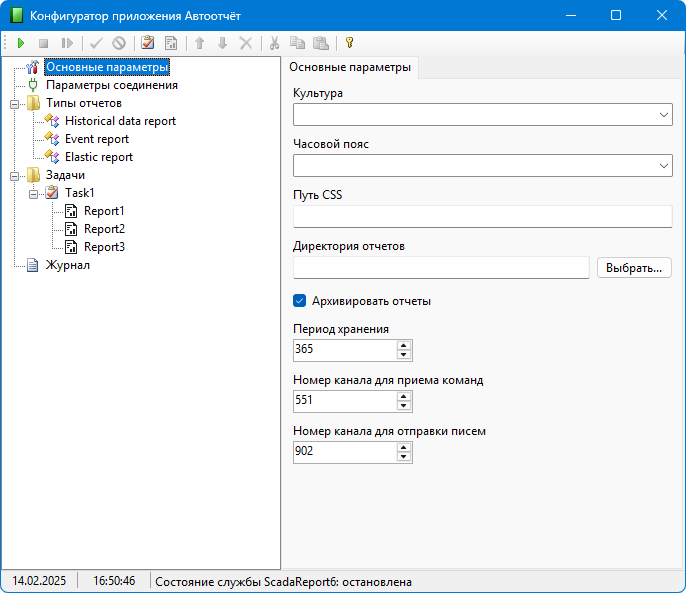 Конфигуратор приложения Автоотчёт
Основные параметры
Параметры соединения
Типы отчетов
Historical data report
Event report
Elastic report
Задачи
Task1
Report1
Report2
Report3
Журнал
Основные параметры
Культура
Часовой пояс
Путь CSS
Директория отчетов
Выбрать...
Архивировать отчеты
Период хранения
365
Номер канала для приема команд
551
Номер канала для отправки писем
902
14.02.2025 16:50:46 Состояние службы ScadaReport6: остановлена